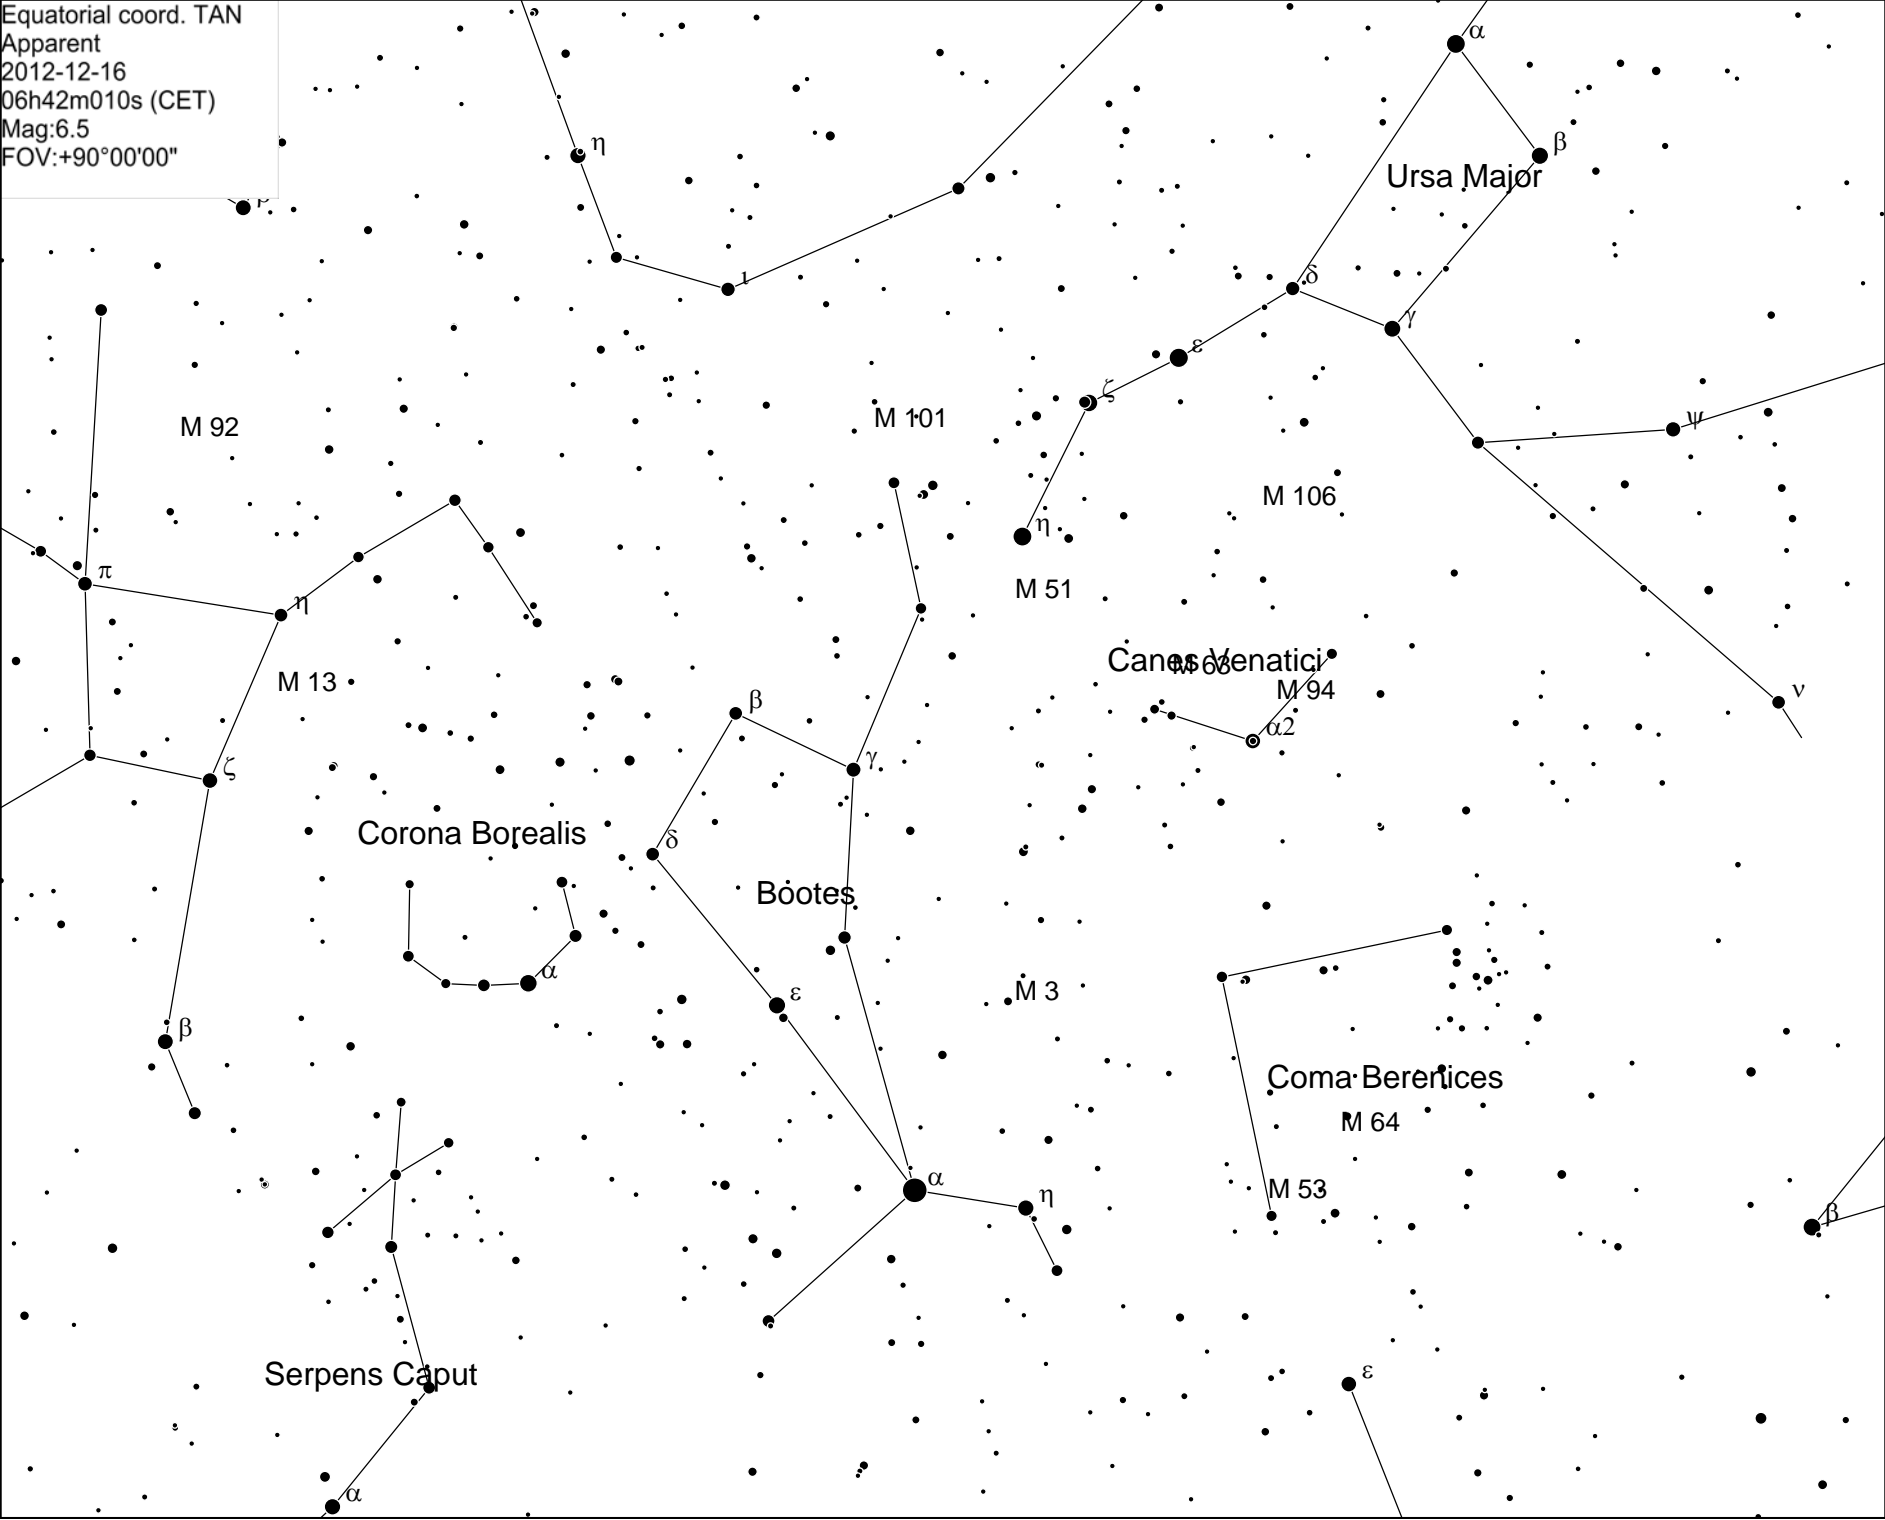 Equatorial coord. TAN
Apparent
2012-12-16
06h42m010s (CET)
Mag:6.5
FOV:+90°00'00"
α
η
β
β
Ursa Major
ι
δ
γ
ε
ζ
M 92
M 101
ψ
M 106
η
π
M 51
η
Canes Venatici
M 63
M 13
M 94
ν
β
α2
γ
ζ
Corona Borealis
δ
Bootes
α
ε
M 3
β
Coma Berenices
M 64
α
M 53
η
β
Serpens Caput
ε
α